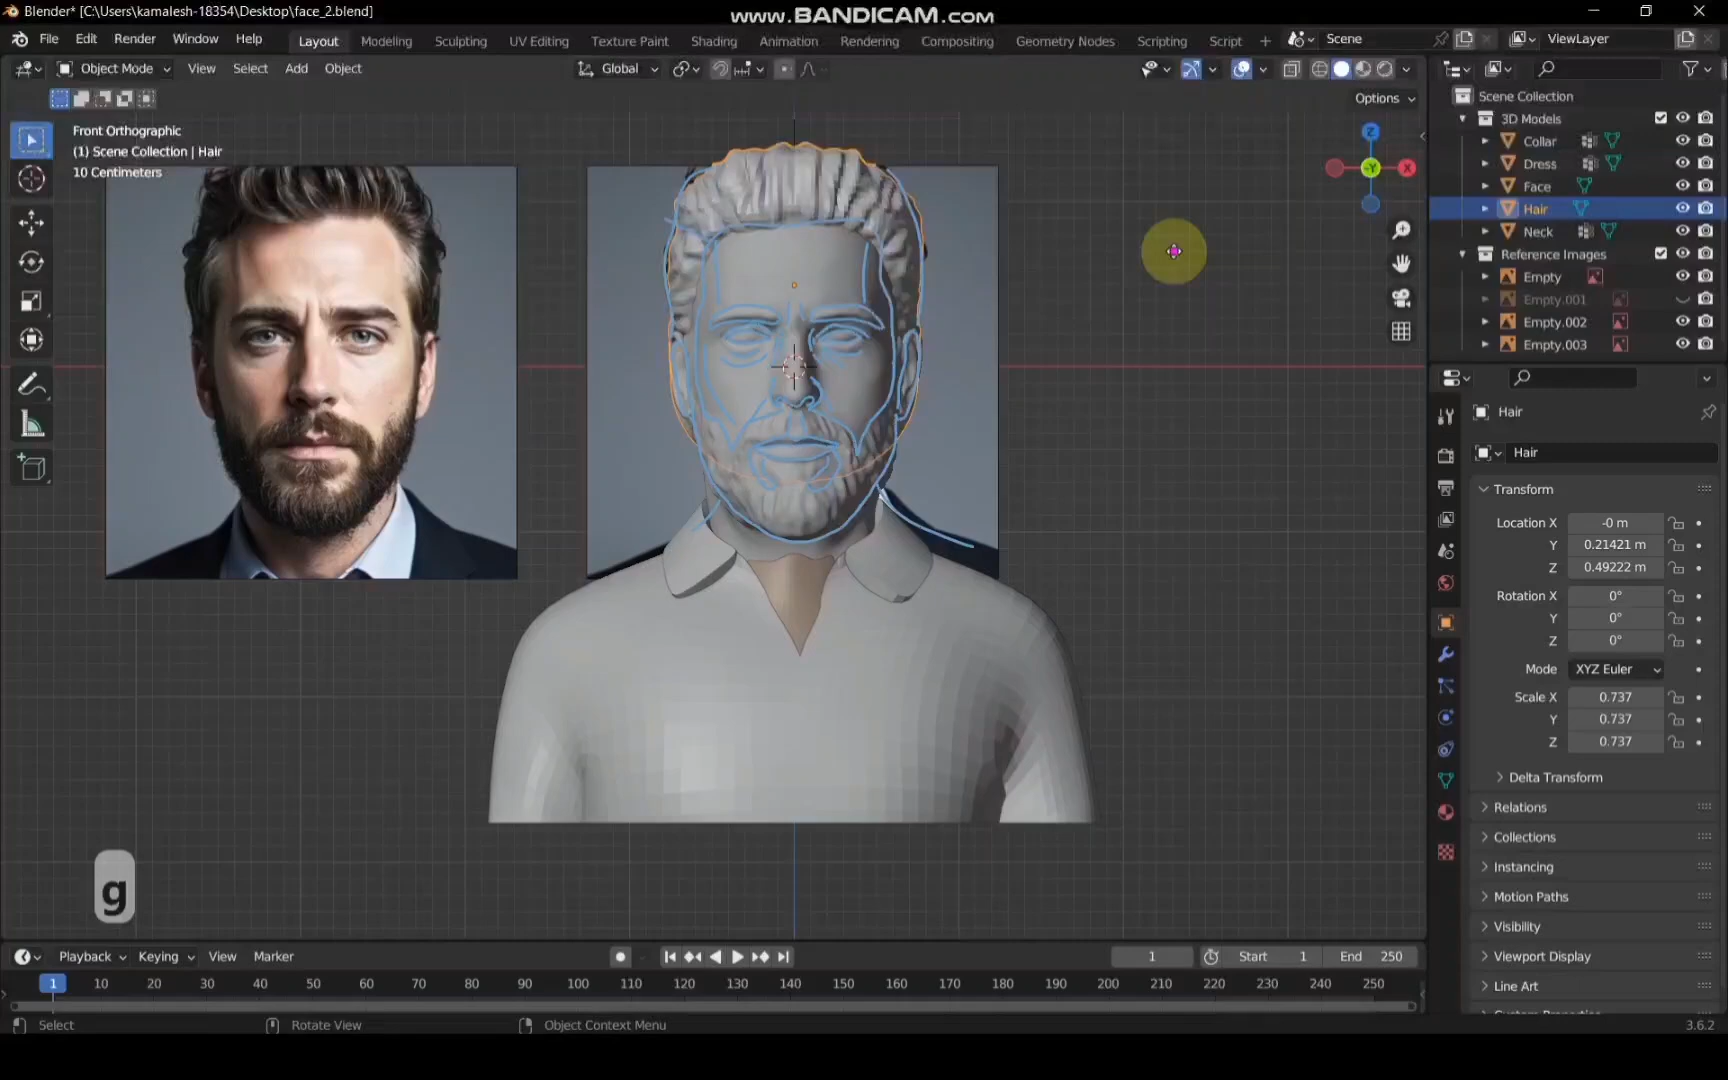 Blender* [C:\Users\kamalesh-18354\Desktop\face_2.blend]
www.BANDICAM.com
File Edit Render Window Help
Layout Modeling Sculpting UV Editing Texture Paint Shading Animation Rendering Compositing Geometry Nodes Scripting Script +
Scene
ViewLayer
Object Mode View Select Add Object
Global
Options
Front Orthographic
(1) Scene Collection | Hair
10 Centimeters
Z
Y
X
Scene Collection
3D Models
Collar
Dress
Face
Hair
Neck
Reference Images
Empty
Empty.001
Empty.002
Empty.003
Hair
Hair
Transform
Location X -0 m
Y 0.21421 m
Z 0.49222 m
Rotation X 0°
Y 0°
Z 0°
Mode XYZ Euler
Scale X 0.737
Y 0.737
Z 0.737
Delta Transform
Relations
Collections
Instancing
Motion Paths
Visibility
Viewport Display
Line Art
g
Playback Keying View Marker
1 Start 1 End 250
1 10 20 30 40 50 60 70 80 90 100 110 120 130 140 150 160 170 180 190 200 210 220 230 240 250
Select Rotate View Object Context Menu
3.6.2